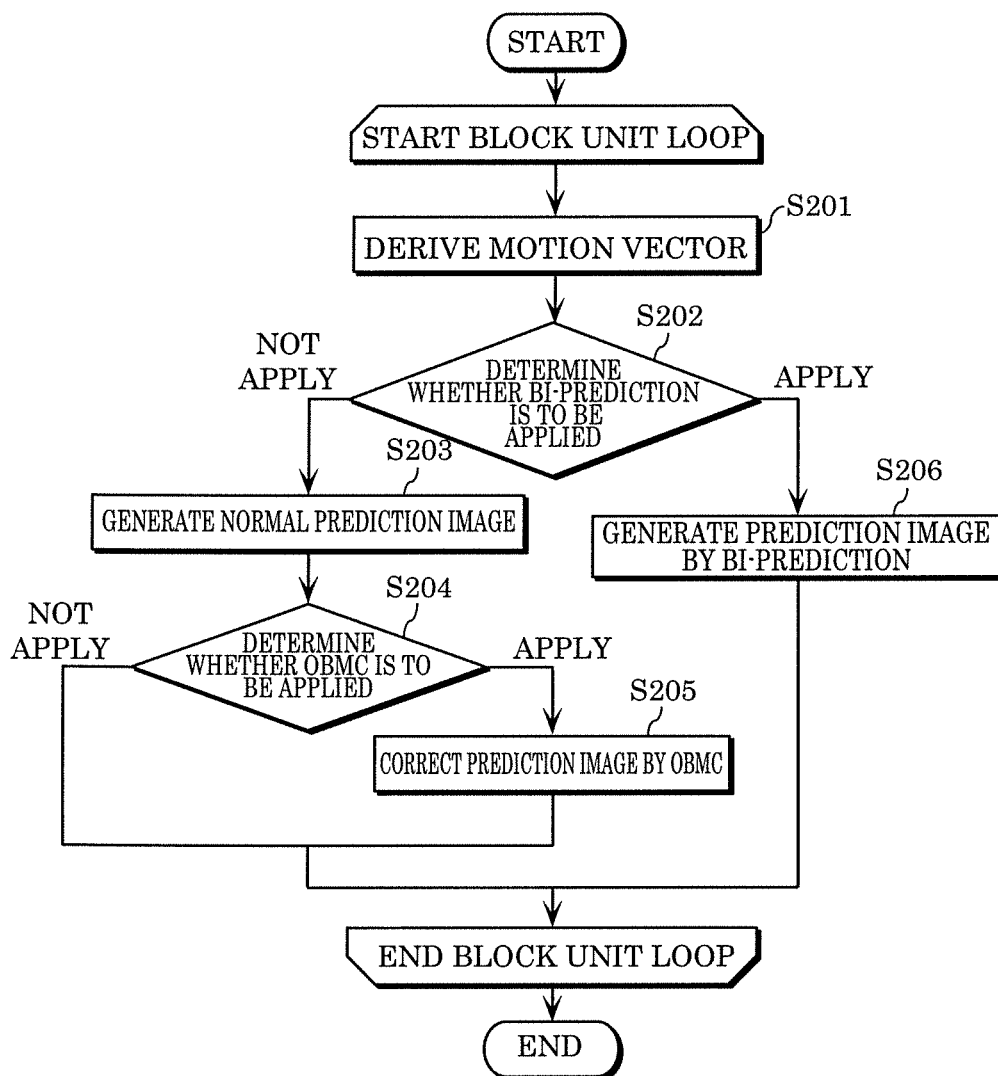 START
START BLOCK UNIT LOOP
S201
DERIVE MOTION VECTOR
S202
NOT
APPLY
DETERMINE
WHETHER BI-PREDICTION
IS TO BE
APPLIED
APPLY
S203
GENERATE NORMAL PREDICTION IMAGE
S206
GENERATE PREDICTION IMAGE
BY BI-PREDICTION
S204
NOT
APPLY
DETERMINE
WHETHER OBMC IS TO
BE APPLIED
APPLY
S205
CORRECT PREDICTION IMAGE BY OBMC
END BLOCK UNIT LOOP
END